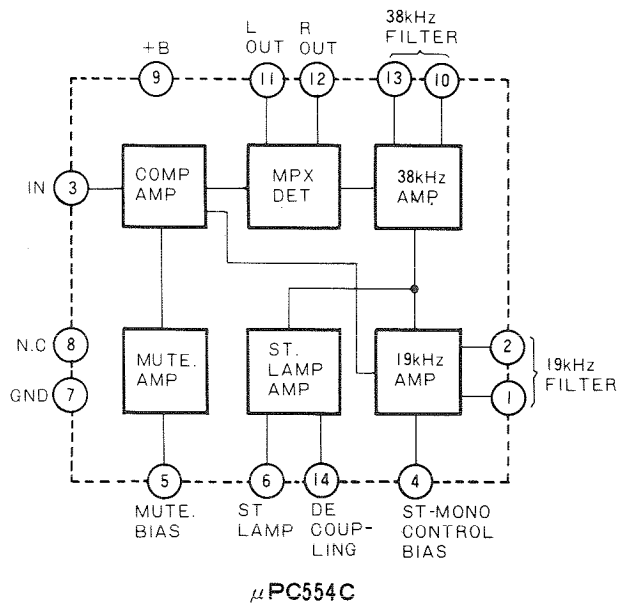 38kHz
FILTER
L
OUT
R
OUT
+B
9
11
12
13
10
IN
3
COMP
AMP
MPX
DET
38kHz
AMP.
N.C
8
GND
7
MUTE.
AMP
ST.
LAMP
AMP
19kHz
AMP
2
1
19kHz
FILTER
5
6
14
4
MUTE.
BIAS
ST
LAMP
DE
COUP-
LING
ST-MONO
CONTROL
BIAS
μPC554C